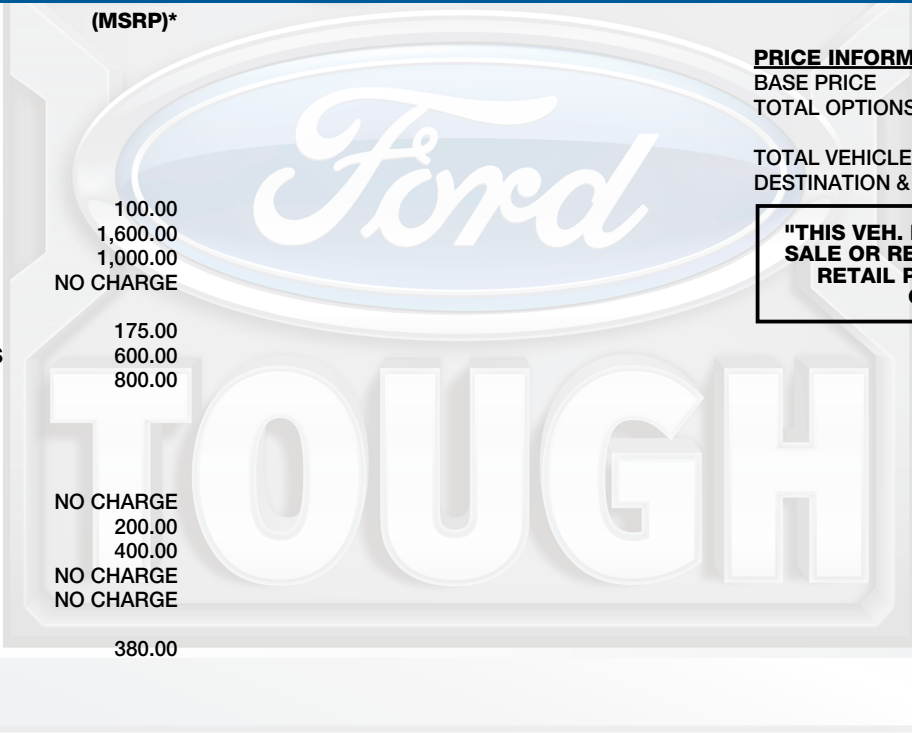 (MSRP)*
100.00
1,600.00
1,000.00
NO CHARGE
175.00
S 600.00
800.00
NO CHARGE
200.00
400.00
NO CHARGE
NO CHARGE
380.00
PRICE INFORM
BASE PRICE
TOTAL OPTIONS
TOTAL VEHICLE
DESTINATION &
"THIS VEH.
SALE OR RE
RETAIL P
Ford
TOUGH